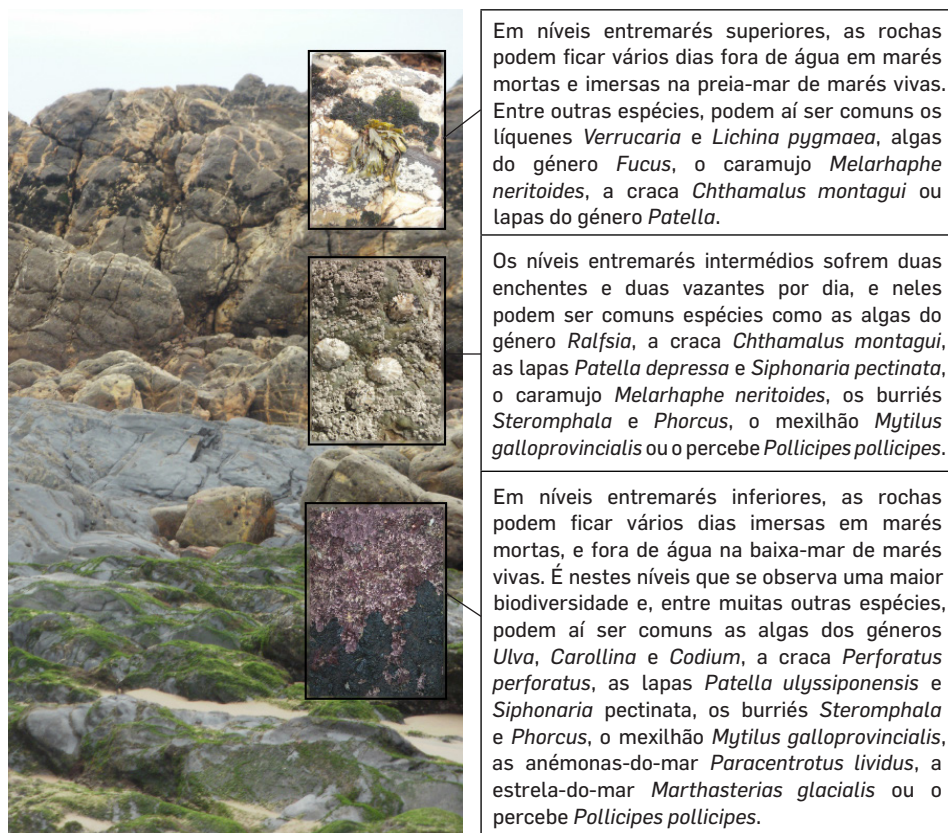 Em níveis entremarés superiores, as rochas
podem ficar vários dias fora de água em marés
mortas e imersas na preia-mar de marés vivas.
Entre outras espécies, podem aí ser comuns os
líquenes Verrucaria e Lichina pygmaea, algas
do género Fucus, o caramujo Melarhaphe
neritoides, a craca Chthamalus montagui ou
lapas do género Patella.
Os níveis entremarés intermédios sofrem duas
enchentes e duas vazantes por dia, e neles
podem ser comuns espécies como as algas do
género Ralfsia, a craca Chthamalus montagui,
as lapas Patella depressa e Siphonaria pectinata,
o caramujo Melarhaphe neritoides, os burriés
Steromphala e Phorcus, o mexilhão Mytilus
galloprovincialis ou o percebe Pollicipes pollicipes.
Em níveis entremarés inferiores, as rochas
podem ficar vários dias imersas em marés
mortas, e fora de água na baixa-mar de marés
vivas. É nestes níveis que se observa uma maior
biodiversidade e, entre muitas outras espécies,
podem aí ser comuns as algas dos géneros
Ulva, Carollina e Codium, a craca Perforatus
perforatus, as lapas Patella ulyssiponensis e
Siphonaria pectinata, os burriés Steromphala
e Phorcus, o mexilhão Mytilus galloprovincialis,
as anémonas-do-mar Paracentrotus lividus, a
estrela-do-mar Marthasterias glacialis ou o
percebe Pollicipes pollicipes.